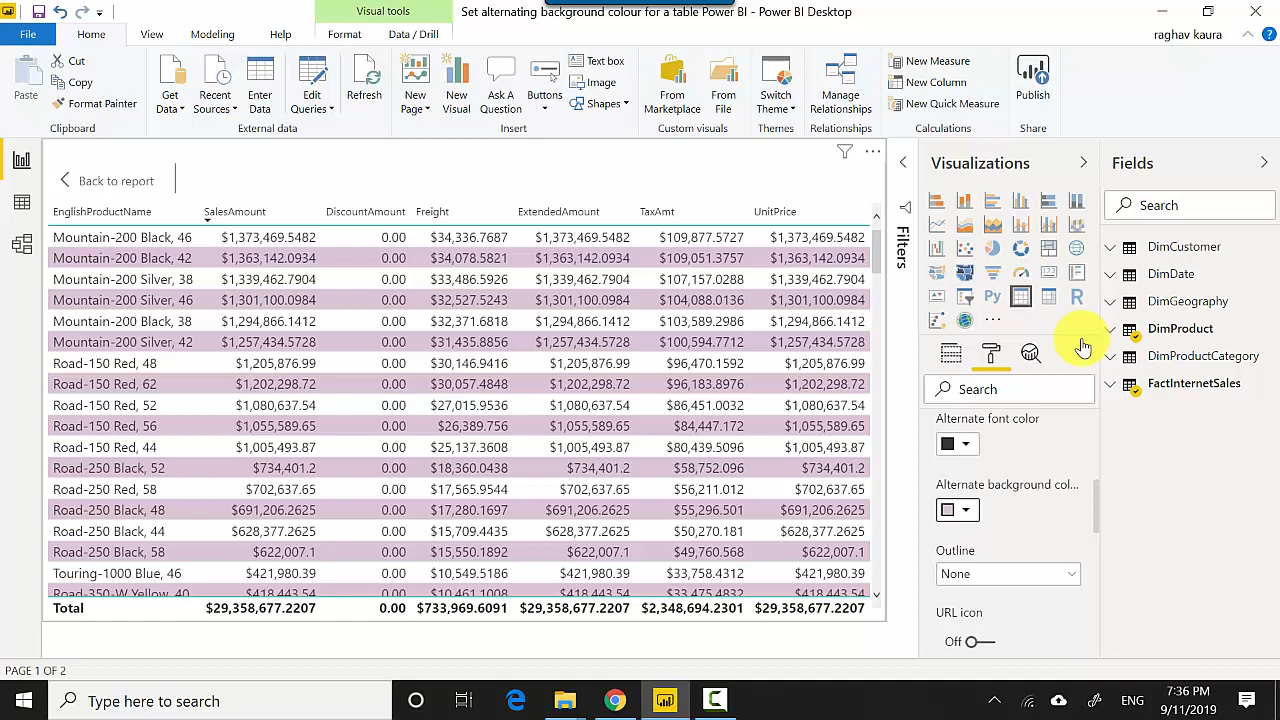 Visual tools
Set alternating background colour for a table Power BI - Power BI Desktop
File Home View Modeling Help Format Data / Drill
raghav kaura
Paste
Cut
Copy
Format Painter
Clipboard
Get Data
Recent Sources
Enter Data
Edit Queries
Refresh
External data
New Page
New Visual
Ask A Question
Buttons
Text box
Image
Shapes
Insert
From Marketplace
From File
Custom visuals
Switch Theme
Themes
Manage Relationships
Relationships
New Measure
New Column
New Quick Measure
Calculations
Publish
Share
Back to report
EnglishProductName SalesAmount DiscountAmount Freight ExtendedAmount TaxAmt UnitPrice
Mountain-200 Black, 46 $1,373,469.5482 0.00 $34,336.7687 $1,373,469.5482 $109,877.5727 $1,373,469.5482
Mountain-200 Black, 42 $1,363,142.0934 0.00 $34,078.5821 $1,363,142.0934 $109,051.3757 $1,363,142.0934
Mountain-200 Silver, 38 $1,339,462.7904 0.00 $33,486.5926 $1,339,462.7904 $107,157.0288 $1,339,462.7904
Mountain-200 Silver, 46 $1,301,100.0984 0.00 $32,527.5243 $1,301,100.0984 $104,088.0136 $1,301,100.0984
Mountain-200 Black, 38 $1,294,866.1412 0.00 $32,371.6818 $1,294,866.1412 $103,589.2986 $1,294,866.1412
Mountain-200 Silver, 42 $1,257,434.5728 0.00 $31,435.8856 $1,257,434.5728 $100,594.7712 $1,257,434.5728
Road-150 Red, 48 $1,205,876.99 0.00 $30,146.9416 $1,205,876.99 $96,470.1592 $1,205,876.99
Road-150 Red, 62 $1,202,298.72 0.00 $30,057.4848 $1,202,298.72 $96,183.8976 $1,202,298.72
Road-150 Red, 52 $1,080,637.54 0.00 $27,015.9536 $1,080,637.54 $86,451.0032 $1,080,637.54
Road-150 Red, 56 $1,055,589.65 0.00 $26,389.756 $1,055,589.65 $84,447.172 $1,055,589.65
Road-150 Red, 44 $1,005,493.87 0.00 $25,137.3608 $1,005,493.87 $80,439.5096 $1,005,493.87
Road-250 Black, 52 $734,401.2 0.00 $18,360.0438 $734,401.2 $58,752.096 $734,401.2
Road-250 Red, 58 $702,637.65 0.00 $17,565.9544 $702,637.65 $56,211.012 $702,637.65
Road-250 Black, 48 $691,206.2625 0.00 $17,280.1697 $691,206.2625 $55,296.501 $691,206.2625
Road-250 Black, 44 $628,377.2625 0.00 $15,709.4435 $628,377.2625 $50,270.181 $628,377.2625
Road-250 Black, 58 $622,007.1 0.00 $15,550.1892 $622,007.1 $49,760.568 $622,007.1
Touring-1000 Blue, 46 $421,980.39 0.00 $10,549.5186 $421,980.39 $33,758.4312 $421,980.39
Road-350-W Yellow, 40 $418,443.54 0.00 $10,461.1008 $418,443.54 $33,475.4832 $418,443.54
Total $29,358,677.2207 0.00 $733,969.6091 $29,358,677.2207 $2,348,694.2301 $29,358,677.2207
Filters
Visualizations
Py
R
Search
Alternate font color
Alternate background col...
Outline
None
URL icon
Off
Fields
Search
DimCustomer
DimDate
DimGeography
DimProduct
DimProductCategory
FactInternetSales
PAGE 1 OF 2
Type here to search
ENG
7:36 PM
9/11/2019